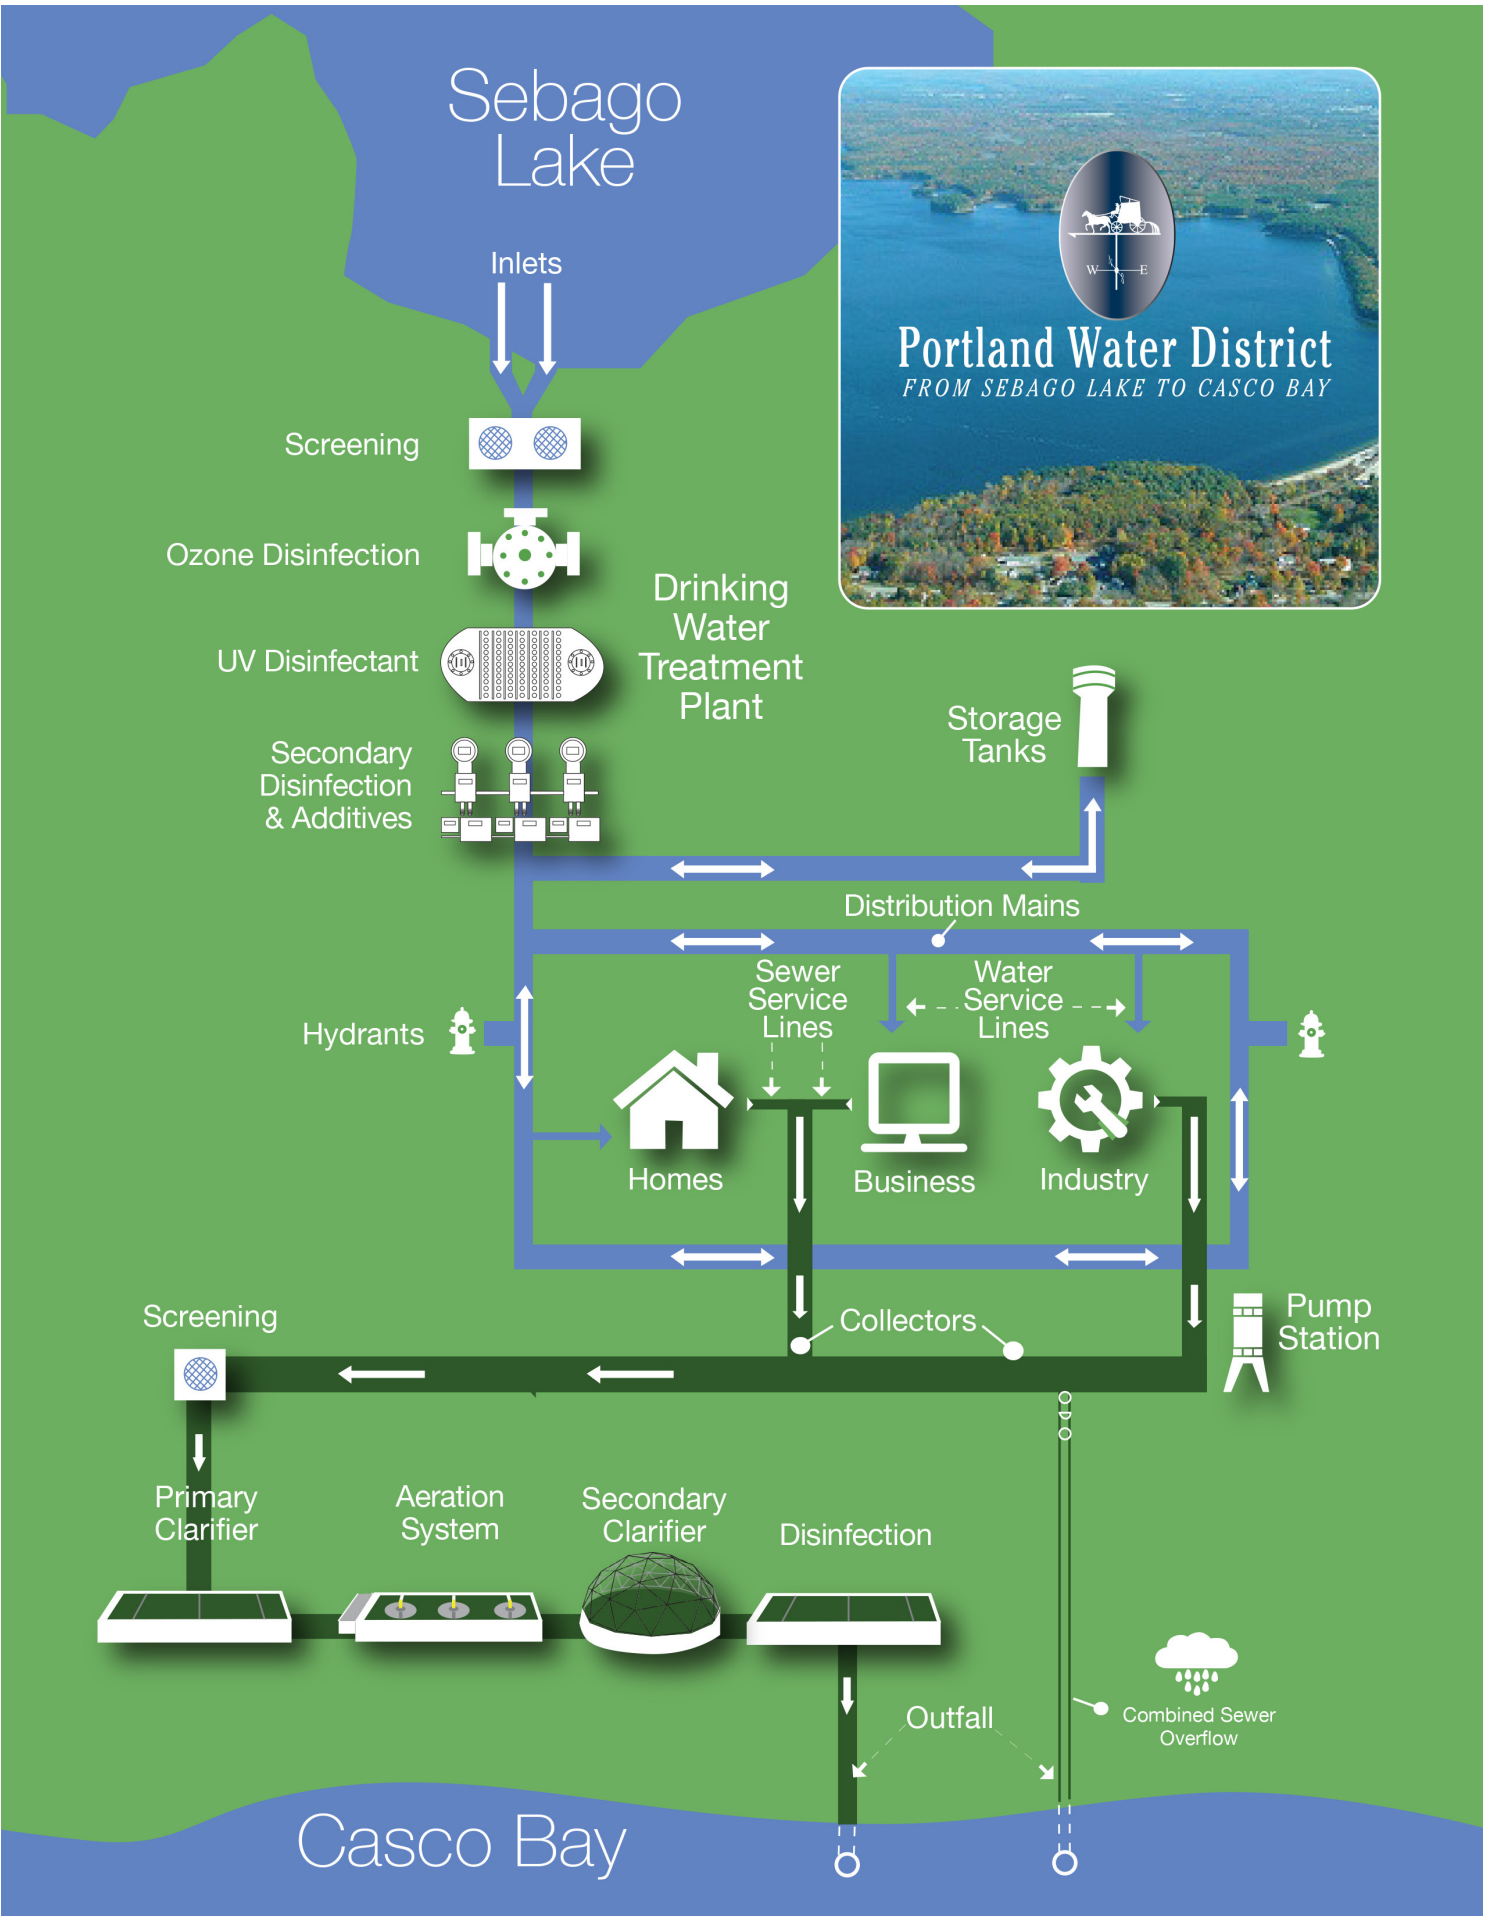 Sebago
Lake
Inlets
W E
Portland Water District
FROM SEBAGO LAKE TO CASCO BAY
Screening
Ozone Disinfection
UV Disinfectant
Secondary
Disinfection
& Additives
Drinking
Water
Treatment
Plant
Storage
Tanks
Distribution Mains
Sewer
Service
Lines
Water
Service
Lines
Hydrants
Homes
Business
Industry
Collectors
Pump
Station
Screening
Primary
Clarifier
Aeration
System
Secondary
Clarifier
Disinfection
Outfall
Combined Sewer
Overflow
Casco Bay